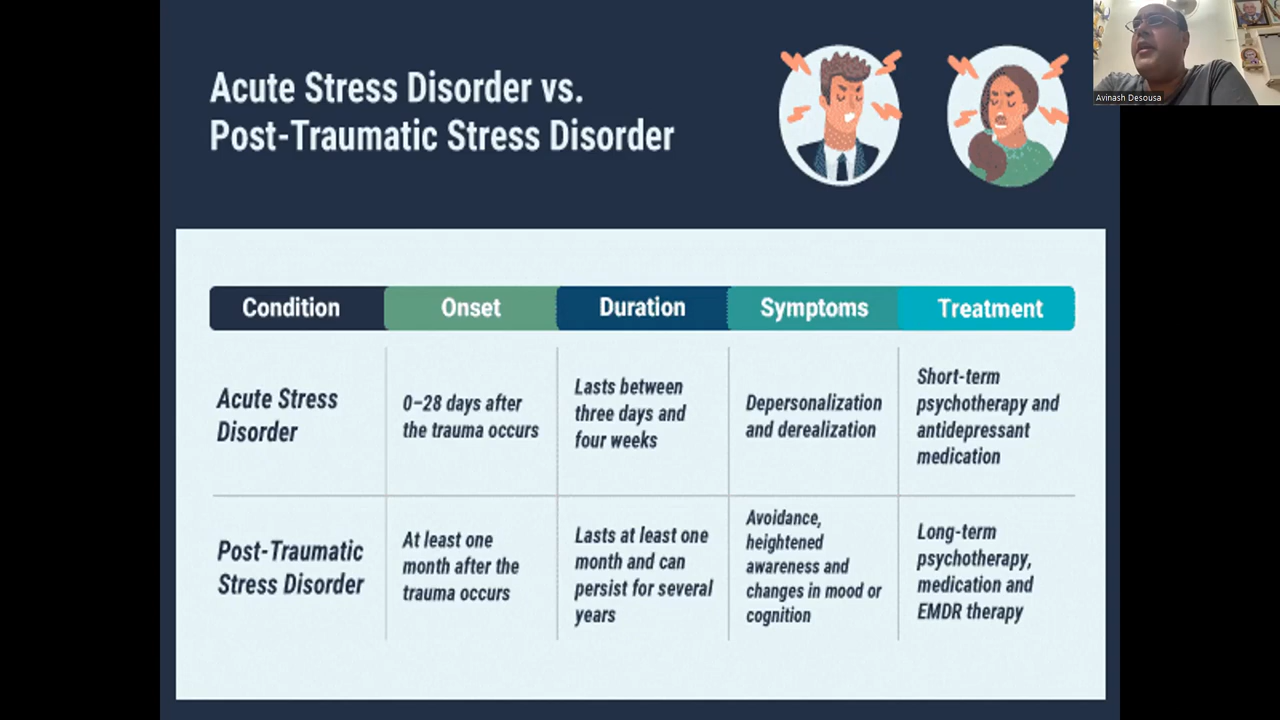 Acute Stress Disorder vs.
Post-Traumatic Stress Disorder
Avinash Desousa
Condition
Onset
Duration
Symptoms
Treatment
Acute Stress
Disorder
0–28 days after
the trauma occurs
Lasts between
three days and
four weeks
Depersonalization
and derealization
Short-term
psychotherapy and
antidepressant
medication
Post-Traumatic
Stress Disorder
At least one
month after the
trauma occurs
Lasts at least one
month and can
persist for several
years
Avoidance,
heightened
awareness and
changes in mood or
cognition
Long-term
psychotherapy,
medication and
EMDR therapy